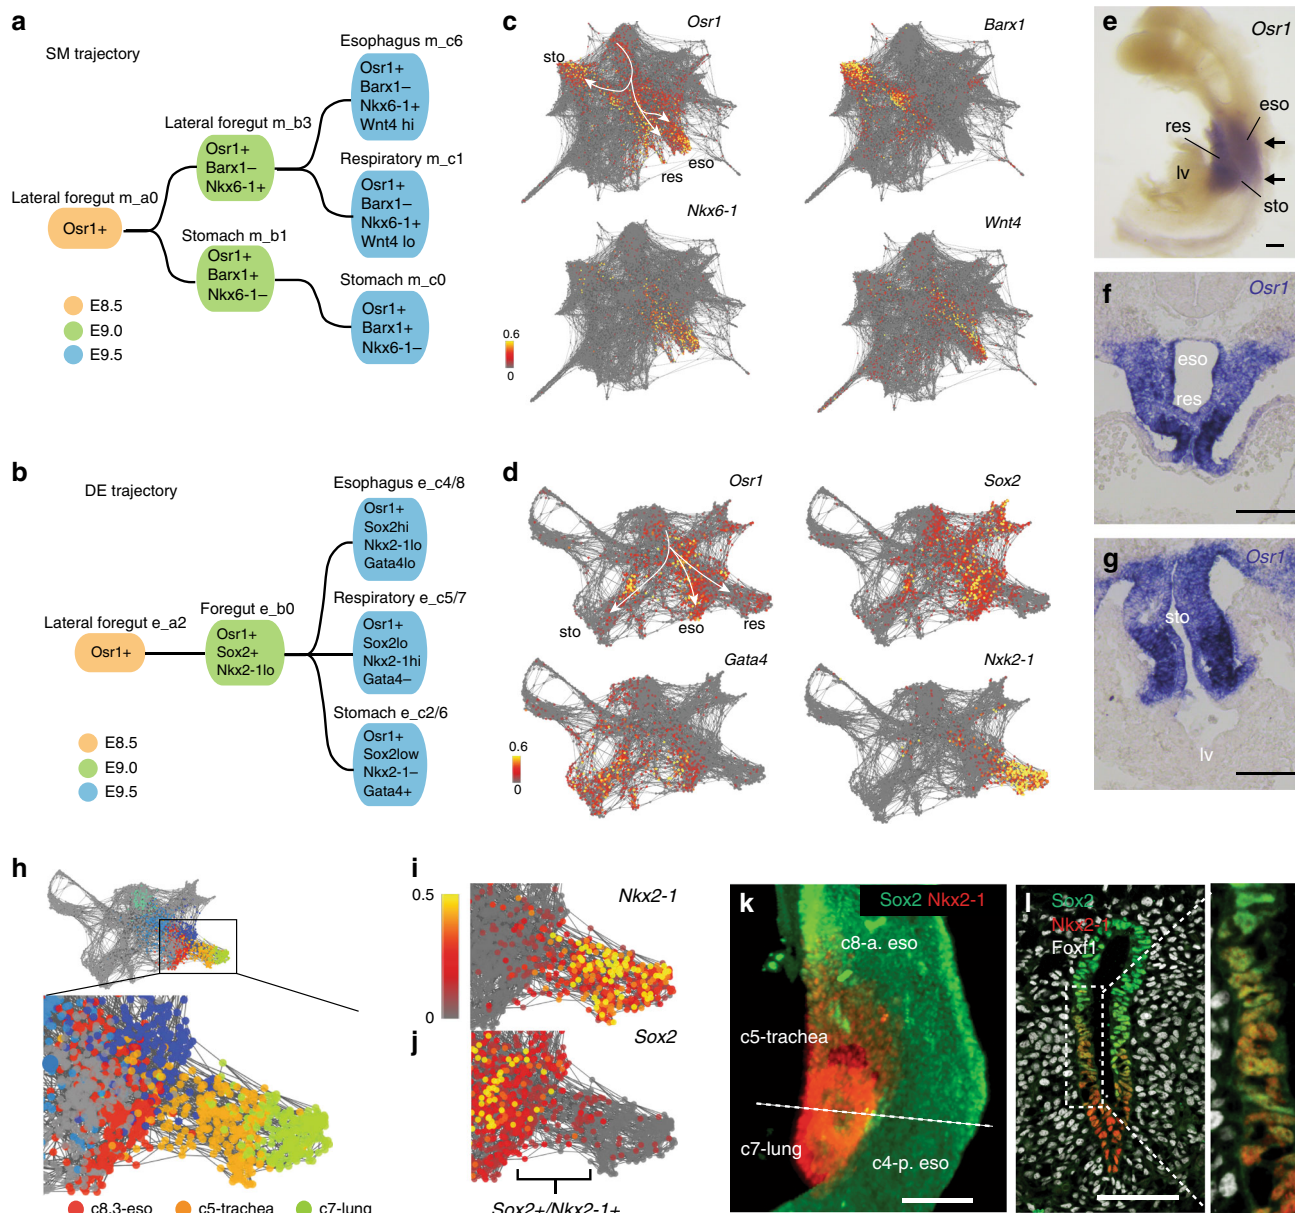 a
SM trajectory
Esophagus m_c6
Osr1+
Barx1–
Nkx6-1+
Wnt4 hi
Lateral foregut m_b3
Osr1+
Barx1–
Nkx6-1+
Respiratory m_c1
Osr1+
Barx1–
Nkx6-1+
Wnt4 lo
Lateral foregut m_a0
Osr1+
Stomach m_b1
Osr1+
Barx1+
Nkx6-1–
Stomach m_c0
Osr1+
Barx1+
Nkx6-1–
E8.5
E9.0
E9.5
b
DE trajectory
Esophagus e_c4/8
Osr1+
Sox2hi
Nkx2-1lo
Gata4lo
Foregut e_b0
Osr1+
Sox2+
Nkx2-1lo
Respiratory e_c5/7
Osr1+
Sox2lo
Nkx2-1hi
Gata4–
Lateral foregut e_a2
Osr1+
Stomach e_c2/6
Osr1+
Sox2low
Nkx2-1–
Gata4+
E8.5
E9.0
E9.5
c
Osr1
sto
eso
res
Barx1
Nkx6-1
0.6
0
Wnt4
d
Osr1
sto
eso
res
Sox2
Gata4
0.6
0
Nxk2-1
e
Osr1
eso
res
lv
sto
f
Osr1
eso
res
g
Osr1
sto
lv
h
c8.3-eso
c5-trachea
c7-lung
i
0.5
0
Nkx2-1
j
Sox2
Sox2+/Nkx2-1+
k
Sox2 Nkx2-1
c8-a. eso
c5-trachea
c7-lung
c4-p. eso
l
Sox2
Nkx2-1
Foxf1